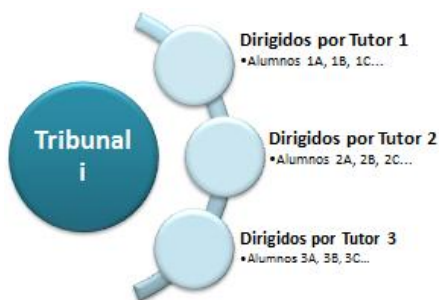 Dirigidos por Tutor 1
•Alumnos 1A, 1B, 1C...
Tribunal
i
Dirigidos por Tutor 2
•Alumnos 2A, 2B, 2C...
Dirigidos por Tutor 3
•Alumnos 3A, 3B, 3C...